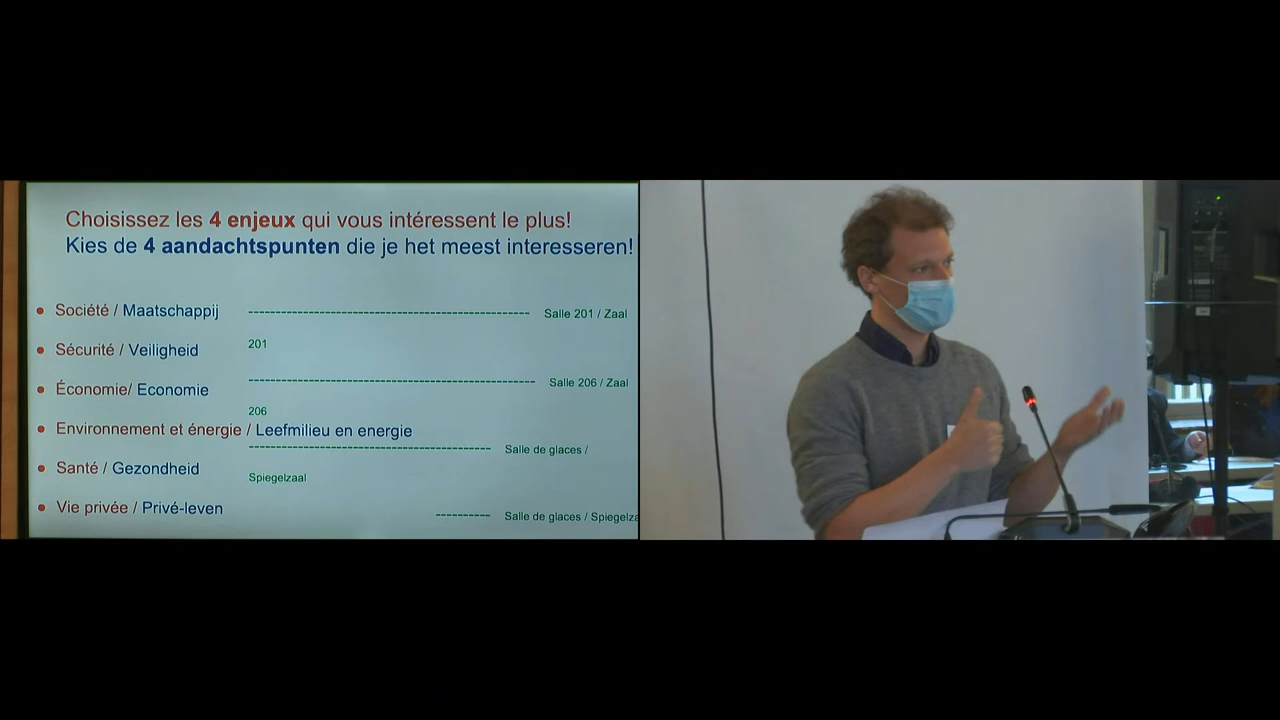 Choisissez les 4 enjeux qui vous intéressent le plus!
Kies de 4 aandachtspunten die je het meest interesseren!
Société / Maatschappij ---------- Salle 201 / Zaal
201
Sécurité / Veiligheid
Économie/ Economie ---------- Salle 206 / Zaal
206
Environnement et énergie / Leefmilieu en energie
---------- Salle de glaces /
Santé / Gezondheid
Spiegelzaal
Vie privée / Privé-leven
---------- Salle de glaces / Spiegelza